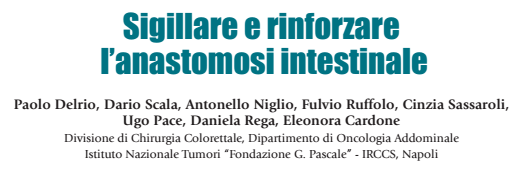 Sigillare e rinforzare
l’anastomosi intestinale
Paolo Delrio, Dario Scala, Antonello Niglio, Fulvio Ruffolo, Cinzia Sassaroli,
Ugo Pace, Daniela Rega, Eleonora Cardone
Divisione di Chirurgia Colorettale, Dipartimento di Oncologia Addominale
Istituto Nazionale Tumori “Fondazione G. Pascale” - IRCCS, Napoli